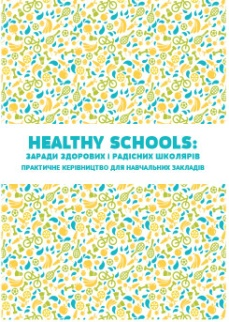 HEALTHY SCHOOLS:
ЗАРАДИ ЗДОРОВИХ І РАДІСНИХ ШКОЛЯРІВ
ПРАКТИЧНЕ КЕРІВНИЦТВО ДЛЯ НАВЧАЛЬНИХ ЗАКЛАДІВ